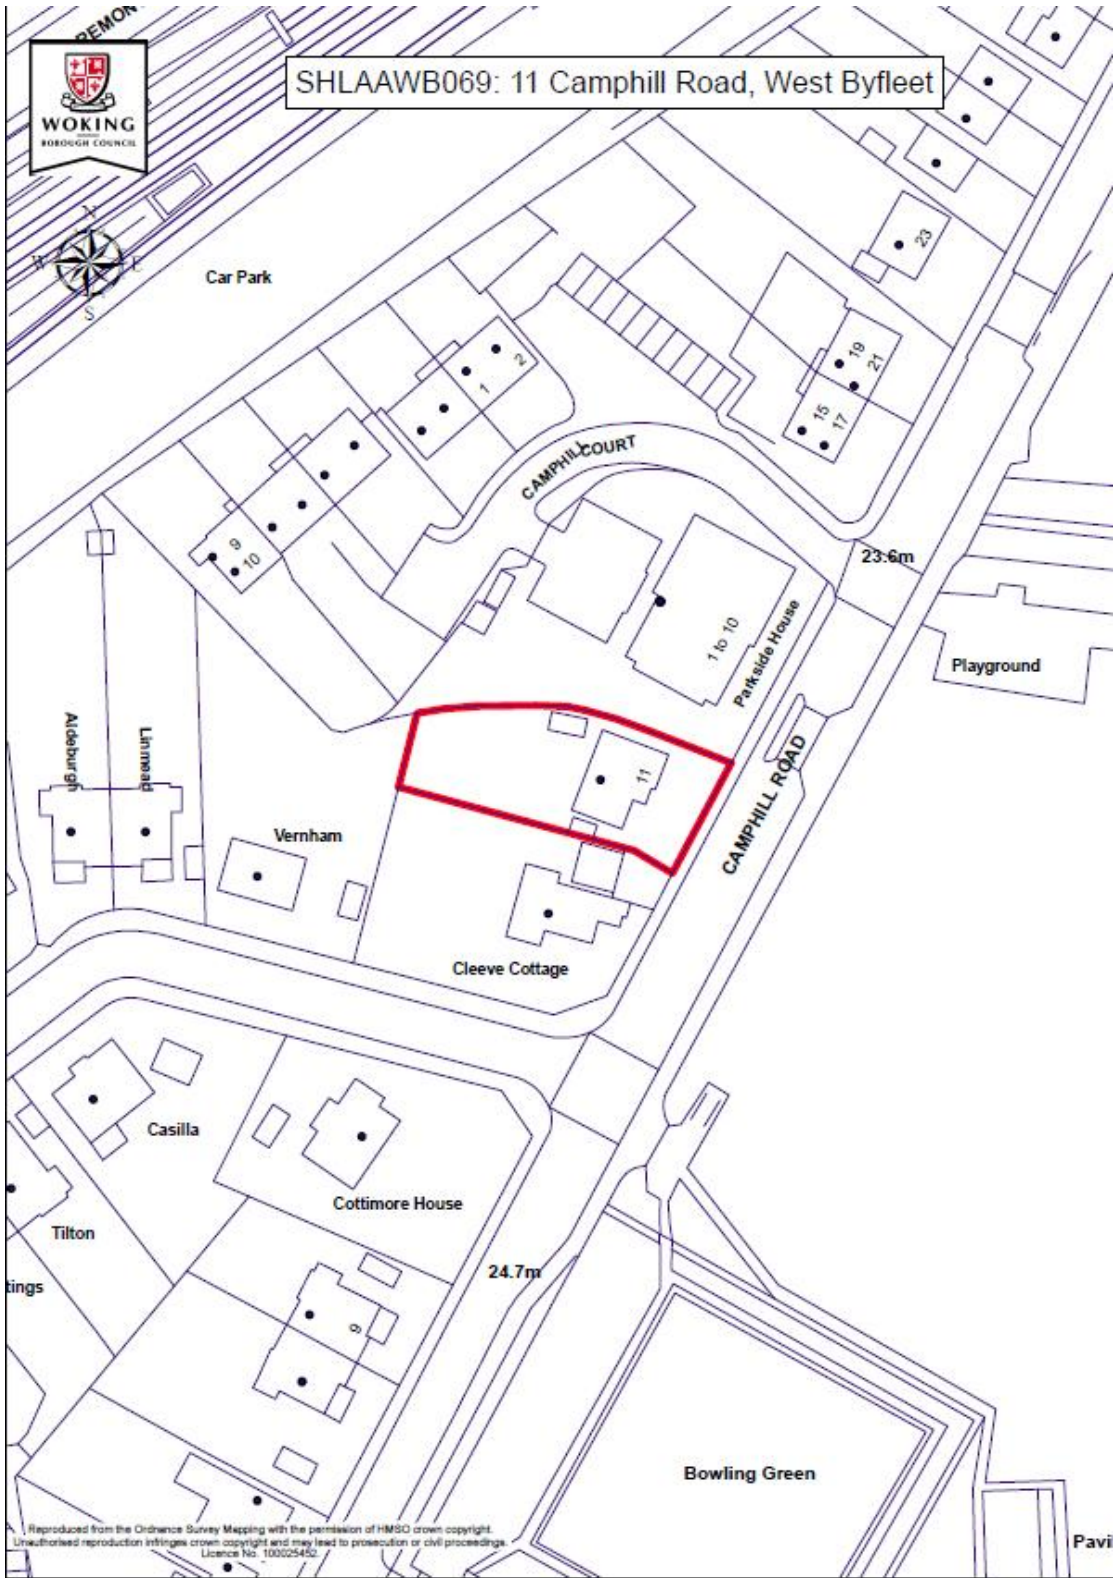 REMON
WOKING
BOROUGH COUNCIL
SHLAAWB069: 11 Camphill Road, West Byfleet
N
W E
S
Car Park
23
19
21
15
17
2
1
CAMPHILL COURT
9
10
23.6m
1 to 10
Parkside House
Playground
Aldeburgh
Linmead
11
CAMPHILL ROAD
Vernham
Cleeve Cottage
Casilla
Cottimore House
Tilton
tings
24.7m
9
Bowling Green
Pavil
Reproduced from the Ordnance Survey Mapping with the permission of HMSO crown copyright.
Unauthorised reproduction infringes crown copyright and may lead to prosecution or civil proceedings.
Licence No. 100025452.